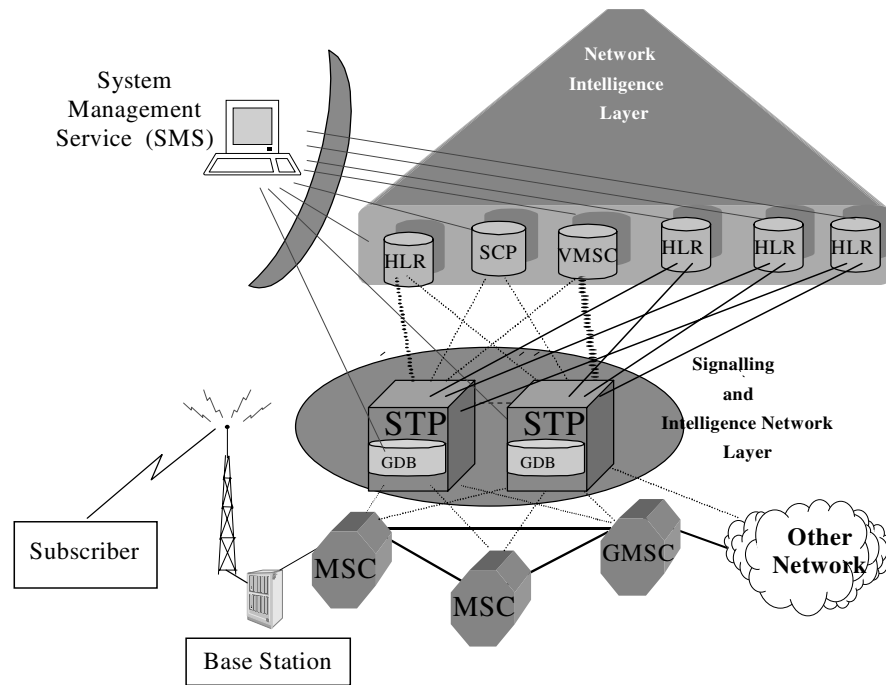 Network
Intelligence
Layer
System
Management
Service (SMS)
HLR
SCP
VMSC
HLR
HLR
HLR
Signalling
and
Intelligence Network
Layer
STP
STP
GDB
GDB
Subscriber
MSC
MSC
GMSC
Other
Network
Base Station